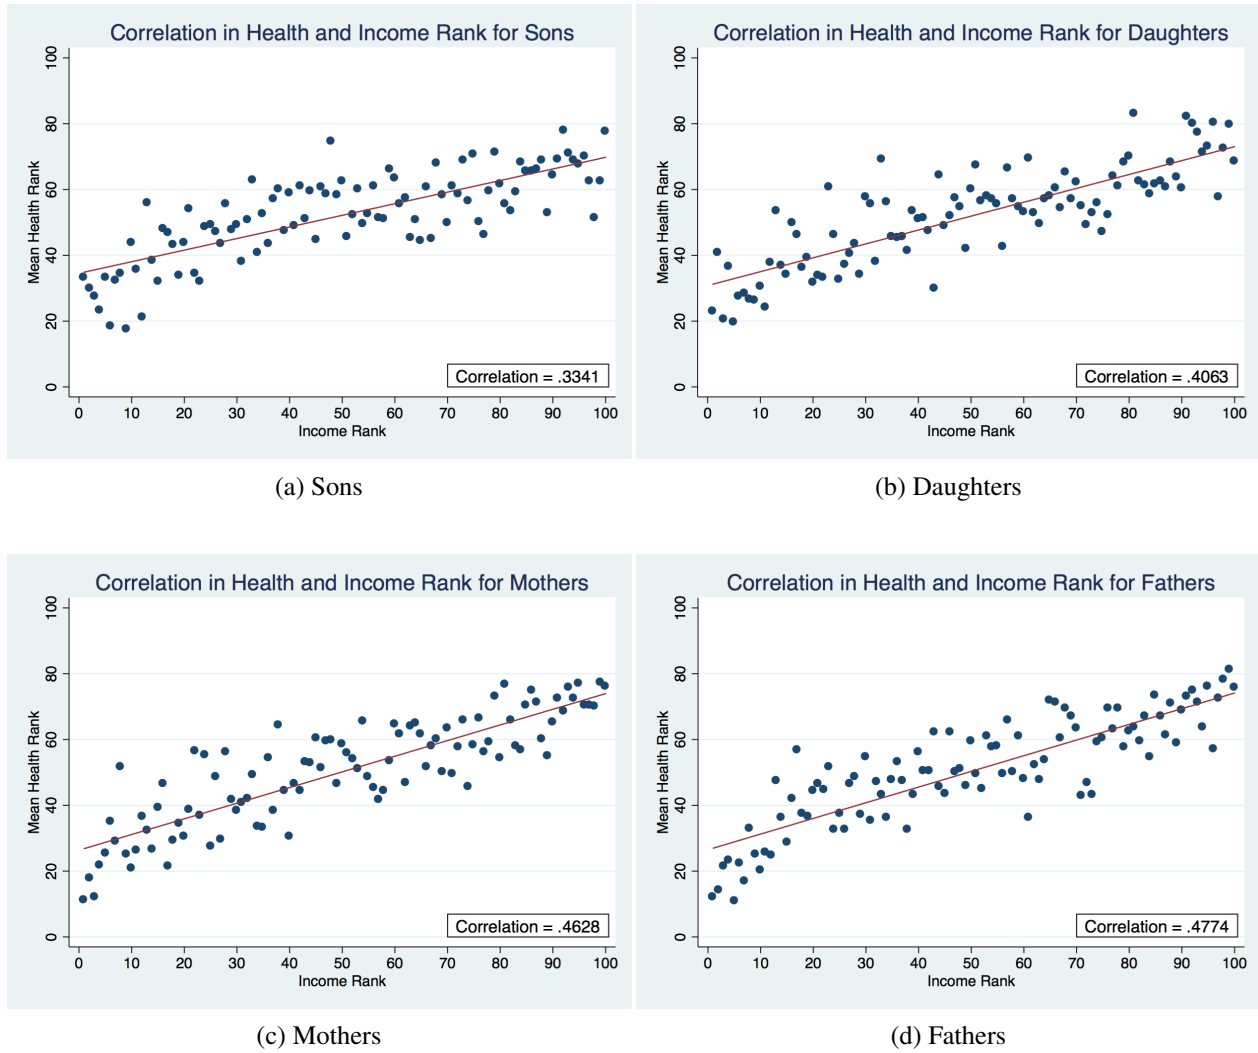 Correlation in Health and Income Rank for Sons
Mean Health Rank
100
80
60
40
20
0
0 10 20 30 40 50 60 70 80 90 100
Income Rank
Correlation = .3341
(a) Sons
Correlation in Health and Income Rank for Daughters
Mean Health Rank
100
80
60
40
20
0
0 10 20 30 40 50 60 70 80 90 100
Income Rank
Correlation = .4063
(b) Daughters
Correlation in Health and Income Rank for Mothers
Mean Health Rank
100
80
60
40
20
0
0 10 20 30 40 50 60 70 80 90 100
Income Rank
Correlation = .4628
(c) Mothers
Correlation in Health and Income Rank for Fathers
Mean Health Rank
100
80
60
40
20
0
0 10 20 30 40 50 60 70 80 90 100
Income Rank
Correlation = .4774
(d) Fathers